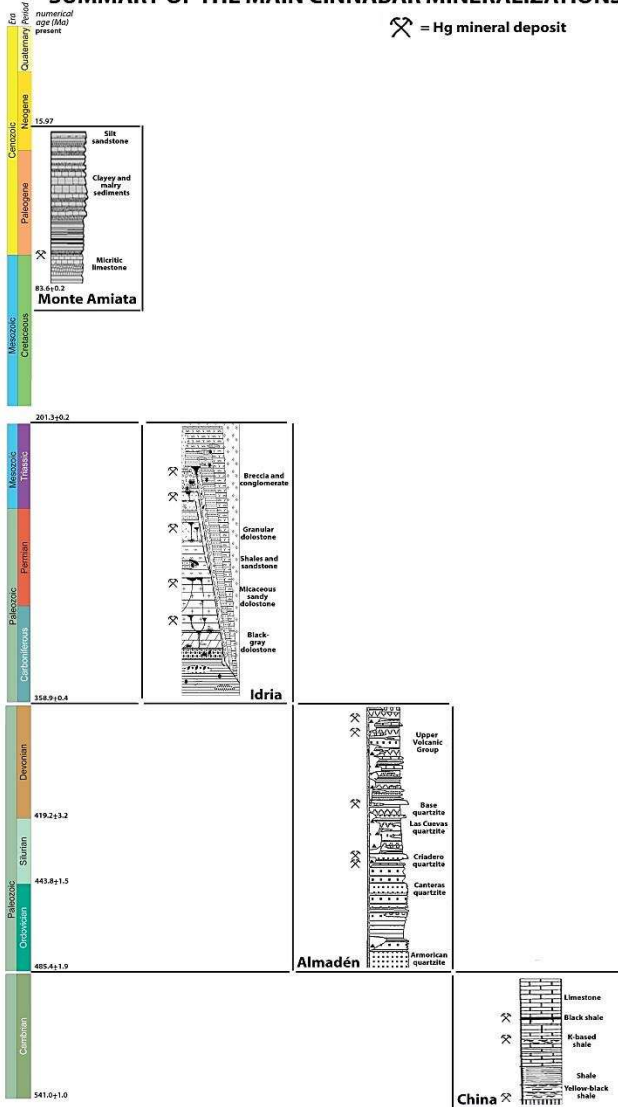 SUMMARY OF THE MAIN CINNABAR MINERALIZATIONS
Era
Period
numerical
age (Ma)
present
= Hg mineral deposit
Quaternary
Neogene
Cenozoic
Paleogene
15.97
Silt
sandstone
Clayey and
malry
sediments
Micritic
limestone
83.6±0.2
Monte Amiata
Mesozoic
Cretaceous
201.3±0.2
Mesozoic
Triassic
Permian
Paleozoic
Carboniferous
Breccia and
conglomerate
Granular
dolostone
Shales and
sandstone
Micaceous
sandy
dolostone
Black-
gray
dolostone
Idria
358.9±0.4
Devonian
419.2±3.2
Silurian
443.8±1.5
Paleozoic
Ordovician
485.4±1.9
Upper
Volcanic
Group
Base
quartzite
Las Cuevas
quartzite
Criadero
quartzite
Canteras
quartzite
Armorican
quartzite
Almadén
Cambrian
541.0±1.0
Limestone
Black shale
K-based
shale
Shale
Yellow-black
shale
China